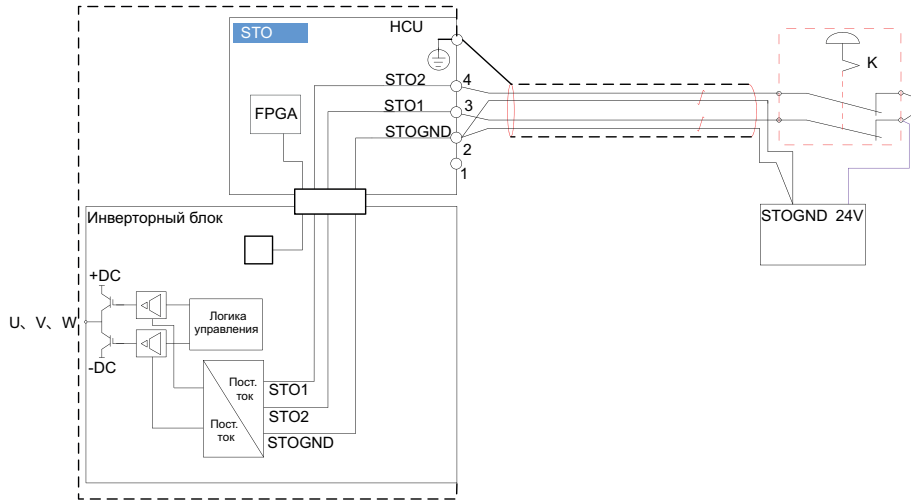 STO
HCU
K
STO2
4
FPGA
STO1
3
STOGND
2
1
STOGND 24V
Инверторный блок
+DC
U、V、W
Логика
управления
-DC
Пост.
ток
STO1
Пост.
ток
STO2
STOGND